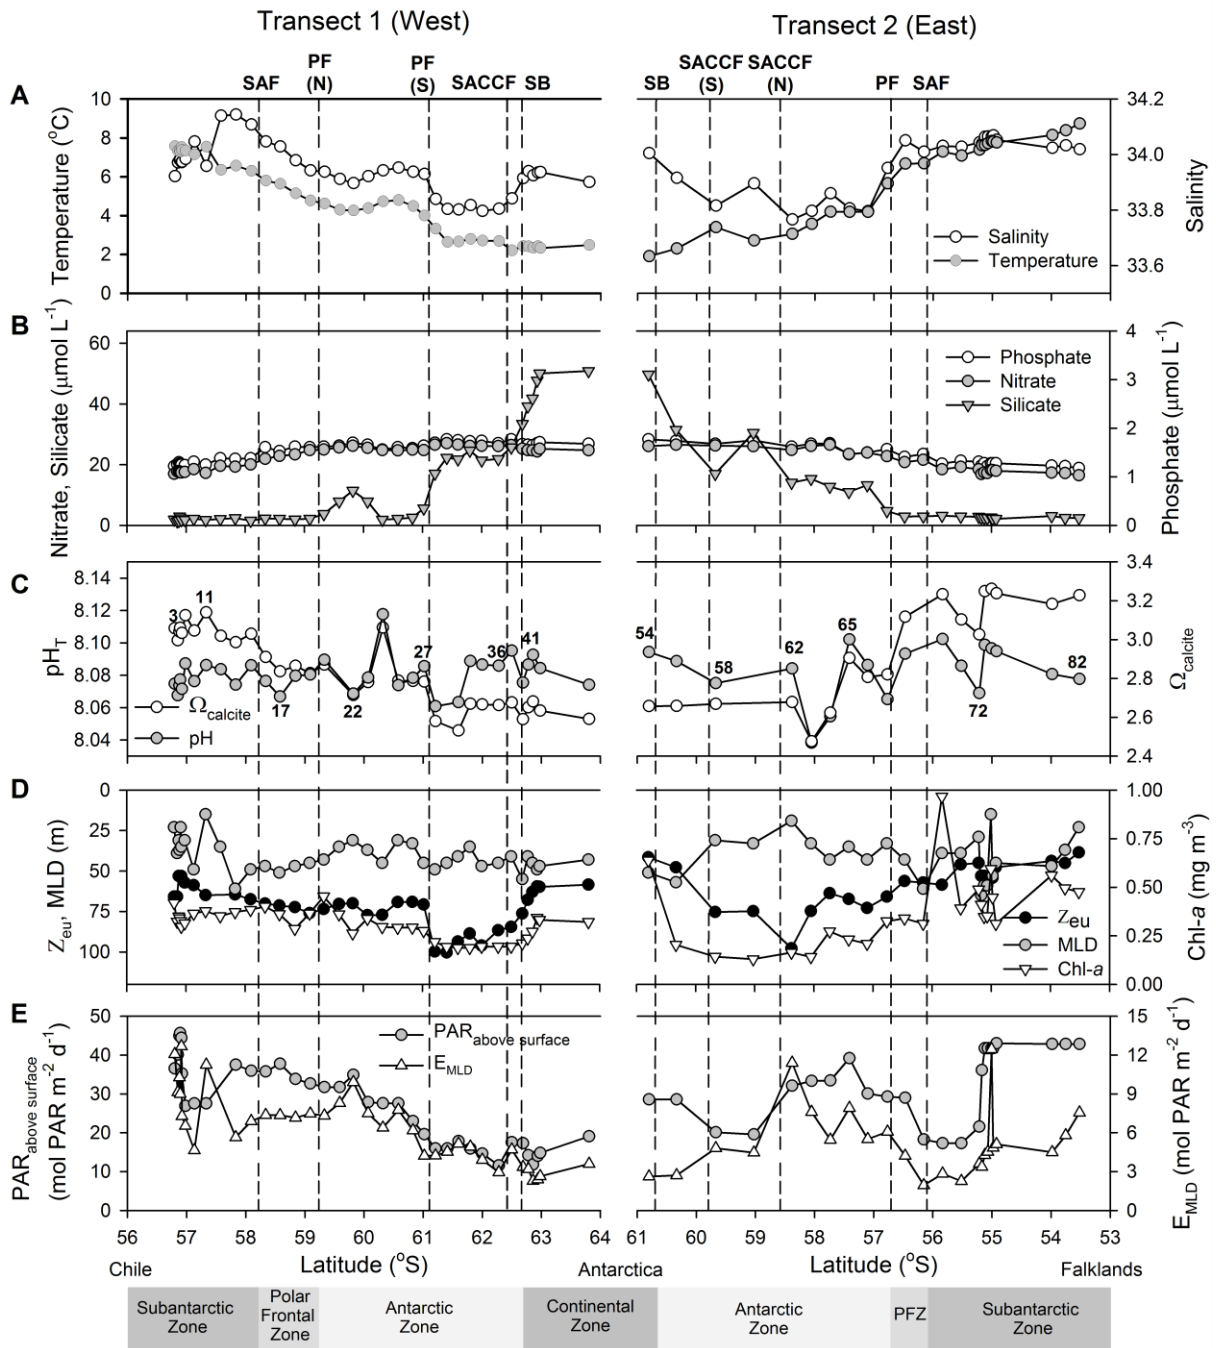 Transect 1 (West)
Transect 2 (East)
SAF
PF
(N)
PF
(S)
SACCF
SB
SB
SACCF
(S)
SACCF
(N)
PF
SAF
A
Temperature (°C)
10
8
6
4
2
0
34.2
34.0
33.8
33.6
Salinity
Salinity
Temperature
B
Nitrate, Silicate (μmol L⁻¹)
60
40
20
0
4
3
2
1
0
Phosphate (μmol L⁻¹)
Phosphate
Nitrate
Silicate
C
pH_T
8.14
8.12
8.10
8.08
8.06
8.04
3
11
17
22
27
36
41
54
58
62
65
72
82
Ω_calcite
pH
3.4
3.2
3.0
2.8
2.6
2.4
Ω_calcite
D
Z_eu, MLD (m)
0
25
50
75
100
1.00
0.75
0.50
0.25
0.00
Chl-a (mg m⁻³)
Z_eu
MLD
Chl-a
E
PAR_above surface
(mol PAR m⁻² d⁻¹)
50
40
30
20
10
0
PAR_above surface
E_MLD
15
12
9
6
3
0
E_MLD (mol PAR m⁻² d⁻¹)
56 57 58 59 60 61 62 63 64
61 60 59 58 57 56 55 54 53
Chile
Latitude (°S)
Antarctica
Latitude (°S)
Falklands
Subantarctic
Zone
Polar
Frontal
Zone
Antarctic
Zone
Continental
Zone
Antarctic
Zone
PFZ
Subantarctic
Zone